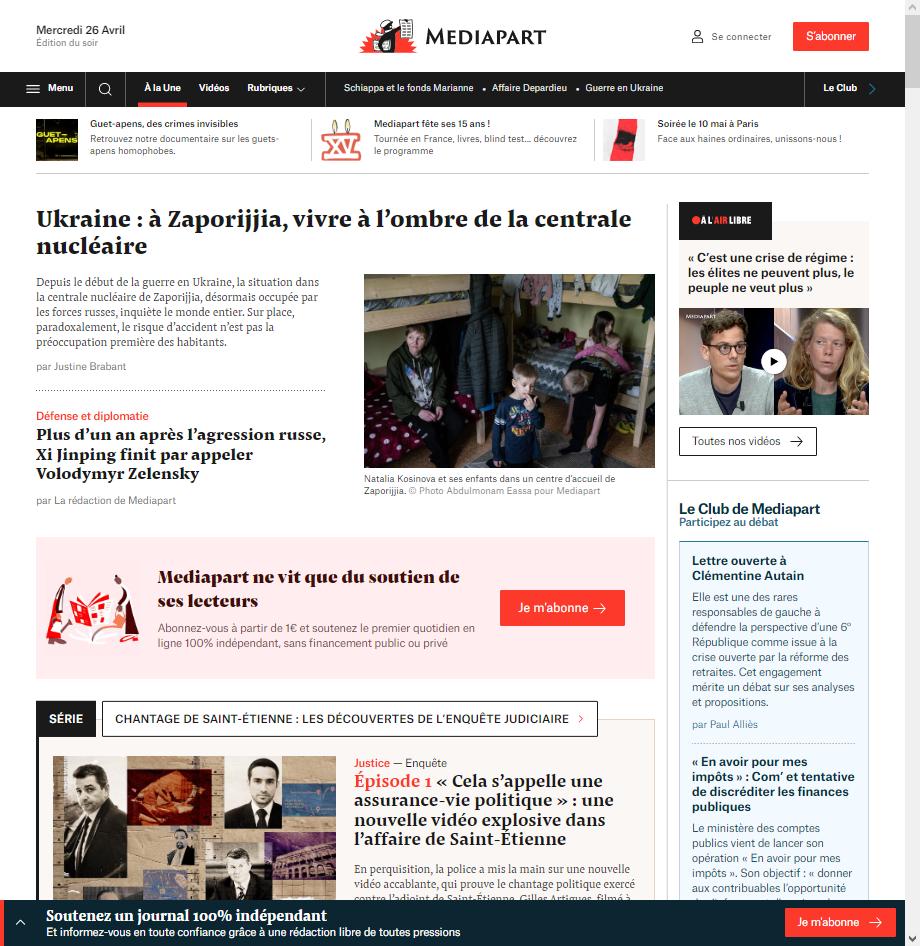 Mercredi 26 Avril
Édition du soir
MEDIAPART
Se connecter
S'abonner
Menu
À la Une
Vidéos
Rubriques
Schiappa et le fonds Marianne • Affaire Depardieu • Guerre en Ukraine
Le Club
GUET-
APENS
Guet-apens, des crimes invisibles
Retrouvez notre documentaire sur les guets-
apens homophobes.
XV
Mediapart fête ses 15 ans !
Tournée en France, livres, blind test... découvrez
le programme
Soirée le 10 mai à Paris
Face aux haines ordinaires, unissons-nous !
Ukraine : à Zaporijjia, vivre à l’ombre de la centrale
nucléaire
Depuis le début de la guerre en Ukraine, la situation dans
la centrale nucléaire de Zaporijjia, désormais occupée par
les forces russes, inquiète le monde entier. Sur place,
paradoxalement, le risque d’accident n’est pas la
préoccupation première des habitants.
par Justine Brabant
Défense et diplomatie
Plus d’un an après l’agression russe,
Xi Jinping finit par appeler
Volodymyr Zelensky
par La rédaction de Mediapart
Natalia Kosinova et ses enfants dans un centre d’accueil de
Zaporijjia. © Photo Abdulmonam Eassa pour Mediapart
À L'AIR LIBRE
« C’est une crise de régime :
les élites ne peuvent plus, le
peuple ne veut plus »
MEDIAPART
Toutes nos vidéos
Le Club de Mediapart
Participez au débat
Lettre ouverte à
Clémentine Autain
Elle est une des rares
responsables de gauche à
défendre la perspective d’une 6º
République comme issue à la
crise ouverte par la réforme des
retraites. Cet engagement
mérite un débat sur ses analyses
et propositions.
par Paul Alliès
« En avoir pour mes
impôts » : Com’ et tentative
de discréditer les finances
publiques
Le ministère des comptes
publics vient de lancer son
opération « En avoir pour mes
impôts ». Son objectif : « donner
aux contribuables l’opportunité
Mediapart ne vit que du soutien de
ses lecteurs
Abonnez-vous à partir de 1€ et soutenez le premier quotidien en
ligne 100% indépendant, sans financement public ou privé
Je m’abonne
SÉRIE
CHANTAGE DE SAINT-ÉTIENNE : LES DÉCOUVERTES DE L’ENQUÊTE JUDICIAIRE
Justice — Enquête
Épisode 1 « Cela s’appelle une
assurance-vie politique » : une
nouvelle vidéo explosive dans
l’affaire de Saint-Étienne
En perquisition, la police a mis la main sur une nouvelle
vidéo accablante, qui prouve le chantage politique exercé
contre l’adjoint de Saint-Étienne, Gilles Artigues, filmé à
Soutenez un journal 100% indépendant
Et informez-vous en toute confiance grâce à une rédaction libre de toutes pressions
Je m’abonne